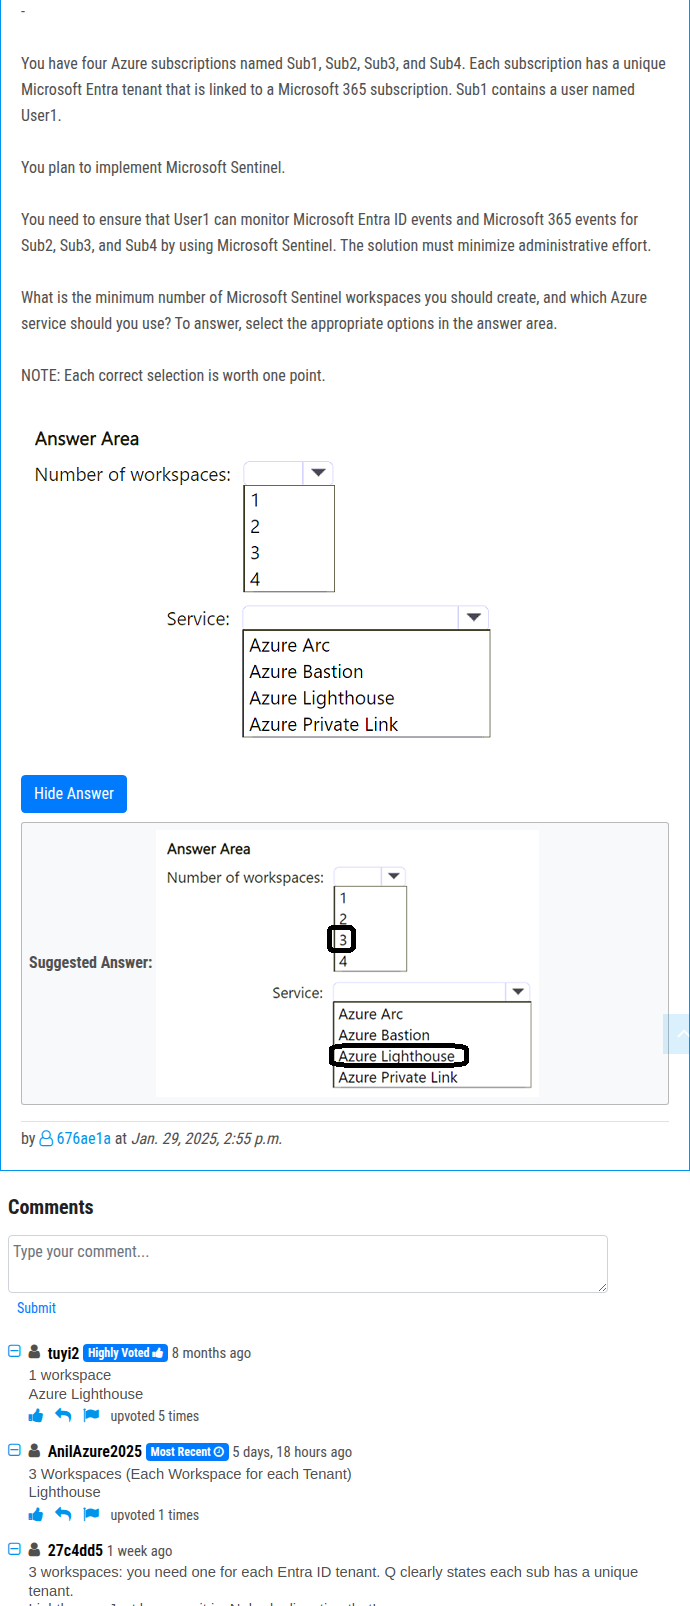 -
You have four Azure subscriptions named Sub1, Sub2, Sub3, and Sub4. Each subscription has a unique
Microsoft Entra tenant that is linked to a Microsoft 365 subscription. Sub1 contains a user named
User1.
You plan to implement Microsoft Sentinel.
You need to ensure that User1 can monitor Microsoft Entra ID events and Microsoft 365 events for
Sub2, Sub3, and Sub4 by using Microsoft Sentinel. The solution must minimize administrative effort.
What is the minimum number of Microsoft Sentinel workspaces you should create, and which Azure
service should you use? To answer, select the appropriate options in the answer area.
NOTE: Each correct selection is worth one point.
Answer Area
Number of workspaces:
1
2
3
4
Service:
Azure Arc
Azure Bastion
Azure Lighthouse
Azure Private Link
Hide Answer
Suggested Answer:
Answer Area
Number of workspaces:
1
2
3
4
Service:
Azure Arc
Azure Bastion
Azure Lighthouse
Azure Private Link
by 676ae1a at Jan. 29, 2025, 2:55 p.m.
Comments
Type your comment...
Submit
tuyi2 Highly Voted 8 months ago
1 workspace
Azure Lighthouse
upvoted 5 times
AnilAzure2025 Most Recent 5 days, 18 hours ago
3 Workspaces (Each Workspace for each Tenant)
Lighthouse
upvoted 1 times
27c4dd5 1 week ago
3 workspaces: you need one for each Entra ID tenant. Q clearly states each sub has a unique
tenant.